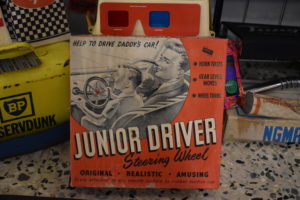 HELP TO DRIVE DADDY'S CAR!
HORN TOOTS
GEAR LEVER
MOVES
WHEEL TURNS
JUNIOR DRIVER
Steering Wheel
ORIGINAL • REALISTIC • AMUSING
BP
SERVDUNK
NGMA